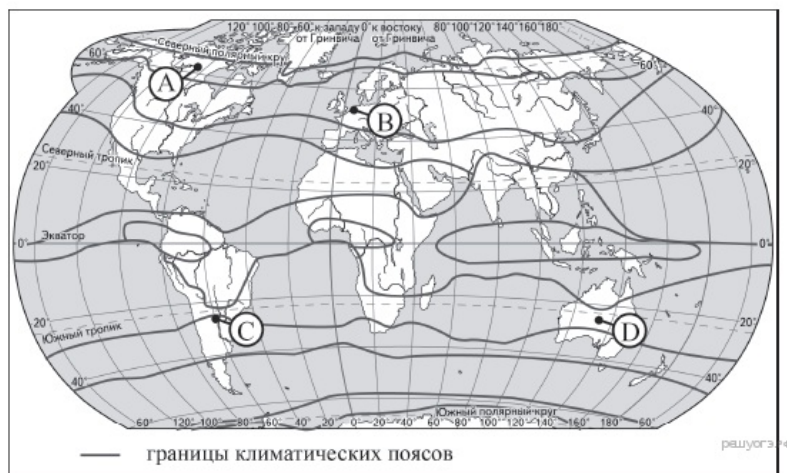 120° 100° 80° 60° к западу 0° к востоку 80° 100° 120° 140° 160° 180°
от Гринвича от Гринвича
Северный полярный круг
60° 60°
A
B
40° 40°
Северный тропик
20° 20°
Экватор
0° 0°
C
D
20° 20°
Южный тропик
40° 40°
Южный полярный круг
60° 120° 100° 80° 60° 40° 20° 0 20° 40° 60° 80° 100° 120° 140° 160° 180° 60°
границы климатических поясов
решуогэ.рф